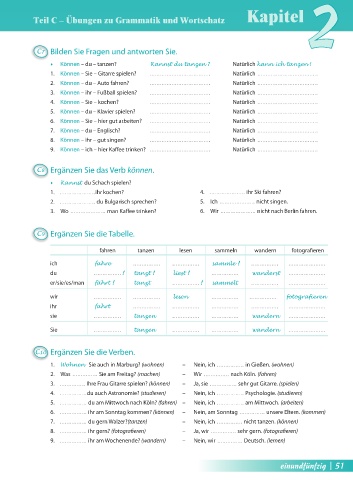 Teil C – Übungen zu Grammatik und Wortschatz Kapitel 2
C7 Bilden Sie Fragen und antworten Sie.
• Können – du – tanzen? Kannst du tanzen? Natürlich kann ich tanzen!
1. Können – Sie – Gitarre spielen? Natürlich
2. Können – du – Auto fahren? Natürlich
3. Können – ihr – Fußball spielen? Natürlich
4. Können – Sie – kochen? Natürlich
5. Können – du – Klavier spielen? Natürlich
6. Können – Sie – hier gut arbeiten? Natürlich
7. Können – du – Englisch? Natürlich
8. Können – ihr – gut singen? Natürlich
9. Können – ich – hier Kaffee trinken? Natürlich
C8 Ergänzen Sie das Verb können.
• Kannst du Schach spielen?
1. ihr kochen? 4. ihr Ski fahren?
2. du Bulgarisch sprechen? 5. Ich nicht singen.
3. Wo man Kaffee trinken? 6. Wir nicht nach Berlin fahren.
C9 Ergänzen Sie die Tabelle.
fahren tanzen lesen sammeln wandern fotografieren
ich fahre sammle!
du ! tanzt! liest! wanderst
er/sie/es/man fährt! tanzt ! sammelt
wir lesen fotografieren
ihr fahrt
sie tanzen wandern
Sie tanzen wandern
C10 Ergänzen Sie die Verben.
1. Wohnen Sie auch in Marburg? (wohnen) – Nein, ich in Gießen. (wohnen)
2. Was Sie am Freitag? (machen) – Wir nach Köln. (fahren)
3. Ihre Frau Gitarre spielen? (können) – Ja, sie sehr gut Gitarre. (spielen)
4. du auch Astronomie? (studieren) – Nein, ich Psychologie. (studieren)
5. du am Mittwoch nach Köln? (fahren) – Nein, ich am Mittwoch. (arbeiten)
6. ihr am Sonntag kommen? (können) – Nein, am Sonntag unsere Eltern. (kommen)
7. du gern Walzer? (tanzen) – Nein, ich nicht tanzen. (können)
8. ihr gern? (fotografieren) – Ja, wir sehr gern. (fotografieren)
9. ihr am Wochenende? (wandern) – Nein, wir Deutsch. (lernen)
einundfünfzig | 51